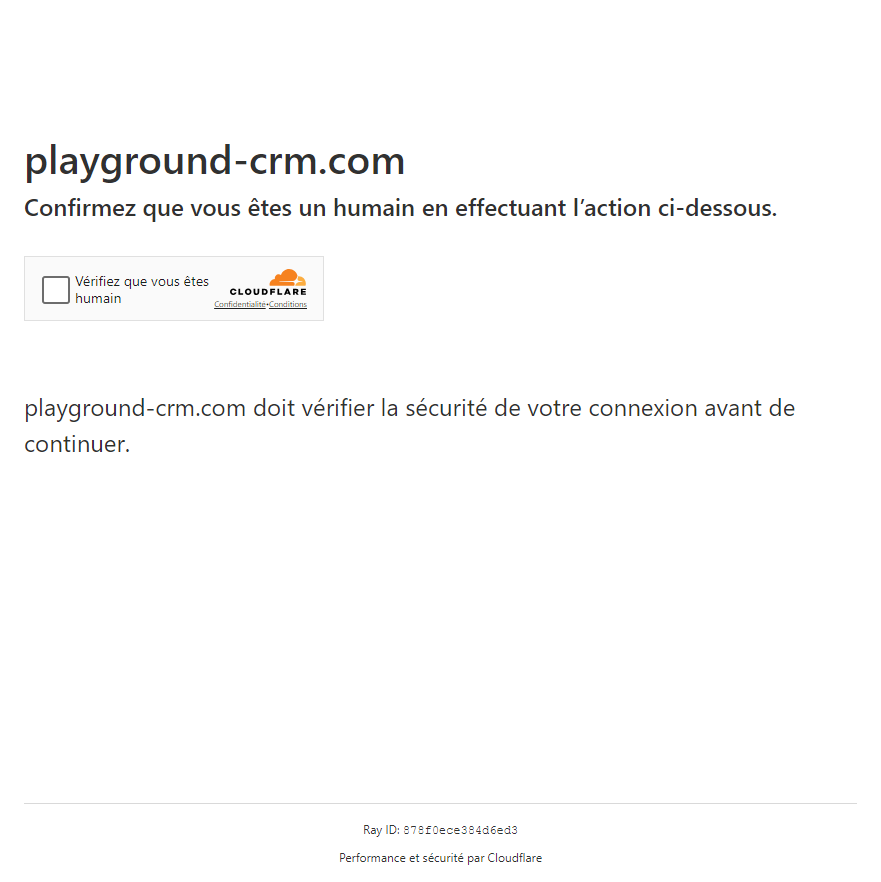 playground-crm.com
Confirmez que vous êtes un humain en effectuant l’action ci-dessous.
Vérifiez que vous êtes
humain
CLOUDFLARE
Confidentialité•Conditions
playground-crm.com doit vérifier la sécurité de votre connexion avant de
continuer.
Ray ID: 878f0ece384d6ed3
Performance et sécurité par Cloudflare